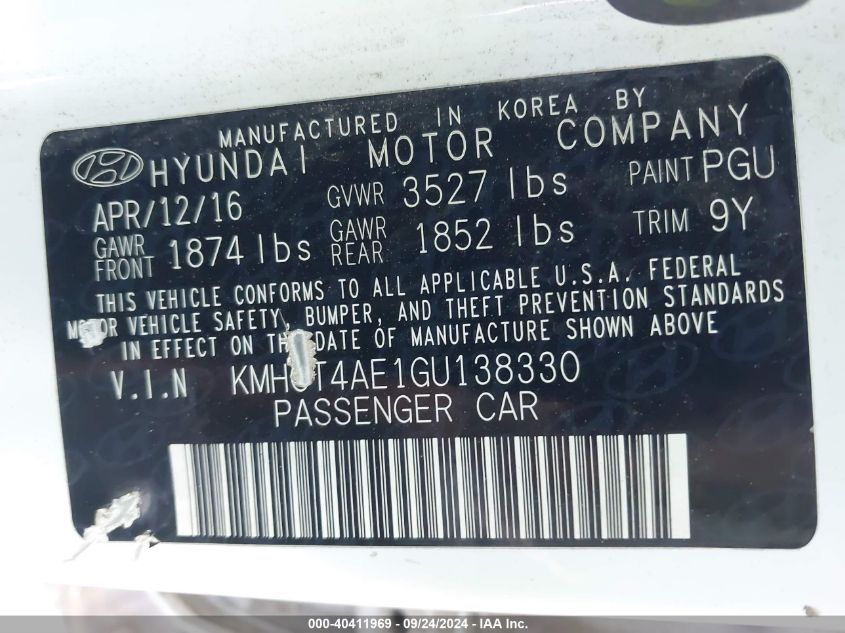 MANUFACTURED IN KOREA BY
HYUNDAI MOTOR COMPANY
APR/12/16 GVWR 3527 lbs PAINT PGU
GAWR FRONT 1874 lbs GAWR REAR 1852 lbs TRIM 9Y
THIS VEHICLE CONFORMS TO ALL APPLICABLE U.S.A. FEDERAL
MOTOR VEHICLE SAFETY, BUMPER, AND THEFT PREVENTION STANDARDS
IN EFFECT ON THE DATE OF MANUFACTURE SHOWN ABOVE
V.I.N
PASSENGER CAR
000-40411969 - 09/24/2024 - IAA Inc.